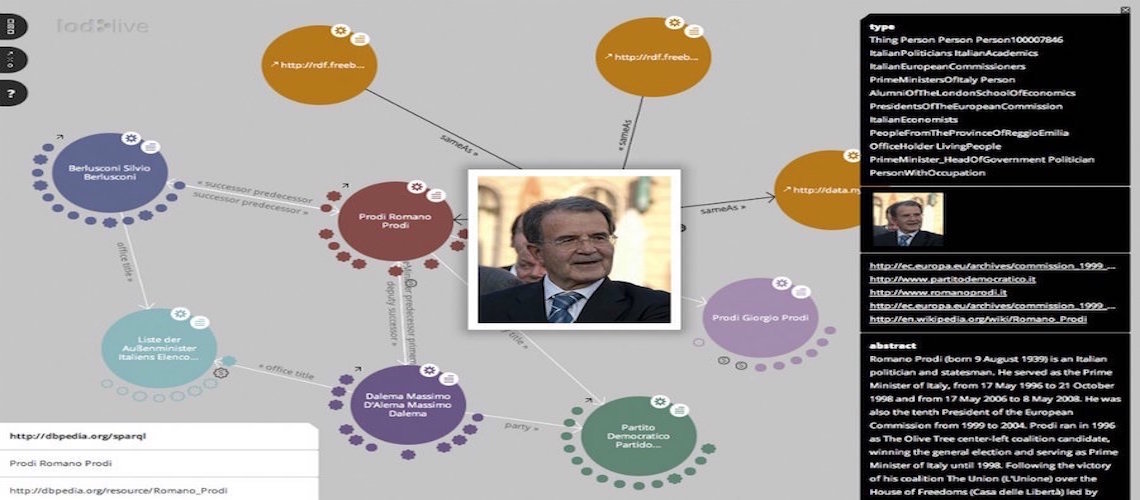 lodlive
?
http://rdf.freeb...
http://rdf.freeb...
sameAs »
« sameAs
Berlusconi Silvio
Berlusconi
« successor predecessor
successor predecessor »
Prodi Romano
Prodi
sameAs »
http://data.ny
office title »
deputy successor »
Prodi Giorgio Prodi
Liste der
Außenminister
Italiens Elenco...
« office title
title »
Dalema Massimo
D'Alema Massimo
Dalema
party »
Partito
Democratico
Partido...
http://dbpedia.org/sparql
Prodi Romano Prodi
http://dbpedia.org/resource/Romano_Prodi
type
Thing Person Person Person100007846
ItalianPoliticians ItalianAcademics
ItalianEuropeanCommissioners
PrimeMinistersOfItaly Person
AlumniOfTheLondonSchoolOfEconomics
PresidentsOfTheEuropeanCommission
ItalianEconomists
PeopleFromTheProvinceOfReggioEmilia
OfficeHolder LivingPeople
PrimeMinister_HeadOfGovernment Politician
PersonWithOccupation
http://ec.europa.eu/archives/commission_1999_...
http://www.partitodemocratico.it
http://www.romanoprodi.it
http://ec.europa.eu/archives/commission_1999_...
http://en.wikipedia.org/wiki/Romano_Prodi
abstract
Romano Prodi (born 9 August 1939) is an Italian
politician and statesman. He served as the Prime
Minister of Italy, from 17 May 1996 to 21 October
1998 and from 17 May 2006 to 8 May 2008. He was
also the tenth President of the European
Commission from 1999 to 2004. Prodi ran in 1996
as The Olive Tree center-left coalition candidate,
winning the general election and serving as Prime
Minister of Italy until 1998. Following the victory
of his coalition The Union (L'Unione) over the
House of Freedoms (Casa delle Libertà) led by